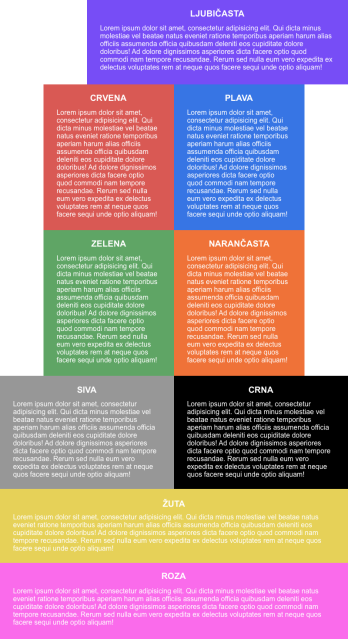 LJUBIČASTA
Lorem ipsum dolor sit amet, consectetur adipisicing elit. Qui dicta minus
molestiae vel beatae natus eveniet ratione temporibus aperiam harum alias
officiis assumenda officia quibusdam deleniti eos cupiditate dolore
doloribus! Ad dolore dignissimos asperiores dicta facere optio quod
commodi nam tempore recusandae. Rerum sed nulla eum vero expedita ex
delectus voluptates rem at neque quos facere sequi unde optio aliquam!
CRVENA
Lorem ipsum dolor sit amet,
consectetur adipisicing elit. Qui
dicta minus molestiae vel beatae
natus eveniet ratione temporibus
aperiam harum alias officiis
assumenda officia quibusdam
deleniti eos cupiditate dolore
doloribus! Ad dolore dignissimos
asperiores dicta facere optio
quod commodi nam tempore
recusandae. Rerum sed nulla
eum vero expedita ex delectus
voluptates rem at neque quos
facere sequi unde optio aliquam!
PLAVA
Lorem ipsum dolor sit amet,
consectetur adipisicing elit. Qui
dicta minus molestiae vel beatae
natus eveniet ratione temporibus
aperiam harum alias officiis
assumenda officia quibusdam
deleniti eos cupiditate dolore
doloribus! Ad dolore dignissimos
asperiores dicta facere optio
quod commodi nam tempore
recusandae. Rerum sed nulla
eum vero expedita ex delectus
voluptates rem at neque quos
facere sequi unde optio aliquam!
ZELENA
Lorem ipsum dolor sit amet,
consectetur adipisicing elit. Qui
dicta minus molestiae vel beatae
natus eveniet ratione temporibus
aperiam harum alias officiis
assumenda officia quibusdam
deleniti eos cupiditate dolore
doloribus! Ad dolore dignissimos
asperiores dicta facere optio
quod commodi nam tempore
recusandae. Rerum sed nulla
eum vero expedita ex delectus
voluptates rem at neque quos
facere sequi unde optio aliquam!
NARANČASTA
Lorem ipsum dolor sit amet,
consectetur adipisicing elit. Qui
dicta minus molestiae vel beatae
natus eveniet ratione temporibus
aperiam harum alias officiis
assumenda officia quibusdam
deleniti eos cupiditate dolore
doloribus! Ad dolore dignissimos
asperiores dicta facere optio
quod commodi nam tempore
recusandae. Rerum sed nulla
eum vero expedita ex delectus
voluptates rem at neque quos
facere sequi unde optio aliquam!
SIVA
Lorem ipsum dolor sit amet, consectetur
adipisicing elit. Qui dicta minus molestiae vel
beatae natus eveniet ratione temporibus
aperiam harum alias officiis assumenda officia
quibusdam deleniti eos cupiditate dolore
doloribus! Ad dolore dignissimos asperiores
dicta facere optio quod commodi nam tempore
recusandae. Rerum sed nulla eum vero
expedita ex delectus voluptates rem at neque
quos facere sequi unde optio aliquam!
CRNA
Lorem ipsum dolor sit amet, consectetur
adipisicing elit. Qui dicta minus molestiae vel
beatae natus eveniet ratione temporibus
aperiam harum alias officiis assumenda officia
quibusdam deleniti eos cupiditate dolore
doloribus! Ad dolore dignissimos asperiores
dicta facere optio quod commodi nam tempore
recusandae. Rerum sed nulla eum vero
expedita ex delectus voluptates rem at neque
quos facere sequi unde optio aliquam!
ŽUTA
Lorem ipsum dolor sit amet, consectetur adipisicing elit. Qui dicta minus molestiae vel beatae natus
eveniet ratione temporibus aperiam harum alias officiis assumenda officia quibusdam deleniti eos
cupiditate dolore doloribus! Ad dolore dignissimos asperiores dicta facere optio quod commodi nam
tempore recusandae. Rerum sed nulla eum vero expedita ex delectus voluptates rem at neque quos
facere sequi unde optio aliquam!
ROZA
Lorem ipsum dolor sit amet, consectetur adipisicing elit. Qui dicta minus molestiae vel beatae natus
eveniet ratione temporibus aperiam harum alias officiis assumenda officia quibusdam deleniti eos
cupiditate dolore doloribus! Ad dolore dignissimos asperiores dicta facere optio quod commodi nam
tempore recusandae. Rerum sed nulla eum vero expedita ex delectus voluptates rem at neque quos
facere sequi unde optio aliquam!